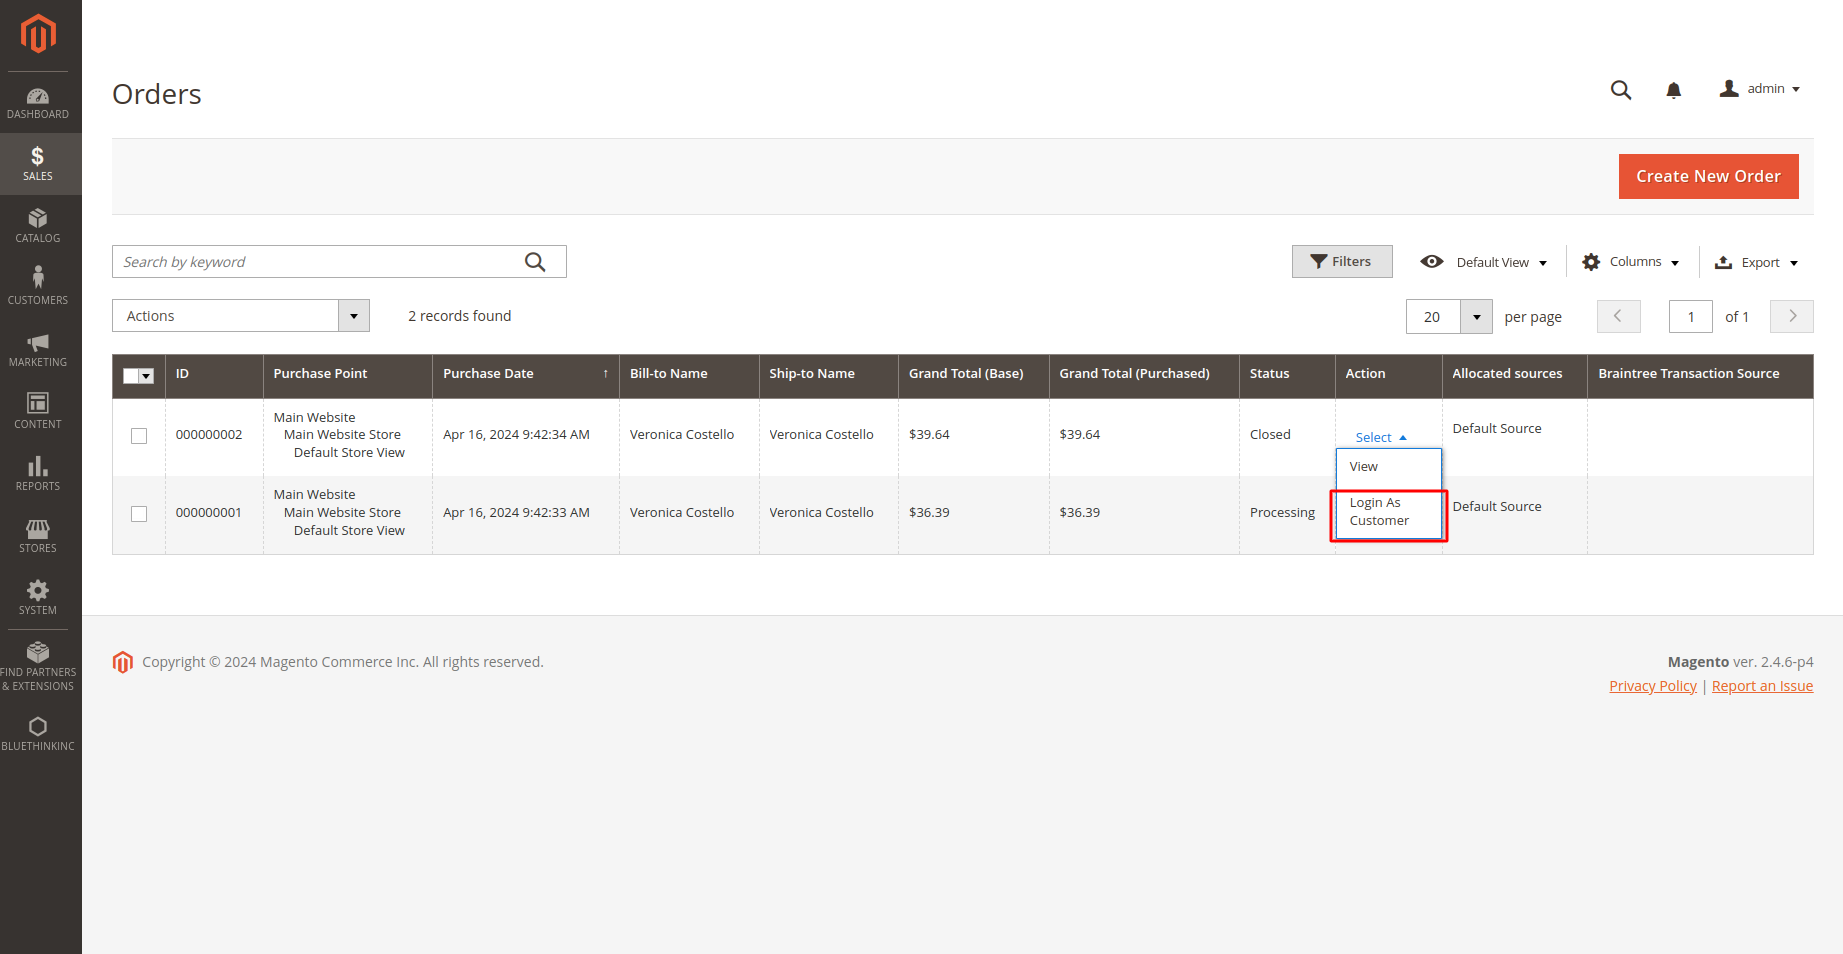 DASHBOARD
SALES
CATALOG
CUSTOMERS
MARKETING
CONTENT
REPORTS
STORES
SYSTEM
FIND PARTNERS
& EXTENSIONS
BLUETHINKINC
Orders
admin
Create New Order
Search by keyword
Filters
Default View
Columns
Export
Actions
2 records found
20
per page
1
of 1
ID
Purchase Point
Purchase Date
↑
Bill-to Name
Ship-to Name
Grand Total (Base)
Grand Total (Purchased)
Status
Action
Allocated sources
Braintree Transaction Source
000000002
Main Website
Main Website Store
Default Store View
Apr 16, 2024 9:42:34 AM
Veronica Costello
Veronica Costello
$39.64
$39.64
Closed
Select
View
Login As
Customer
Default Source
000000001
Main Website
Main Website Store
Default Store View
Apr 16, 2024 9:42:33 AM
Veronica Costello
Veronica Costello
$36.39
$36.39
Processing
Default Source
Copyright © 2024 Magento Commerce Inc. All rights reserved.
Magento ver. 2.4.6-p4
Privacy Policy | Report an Issue